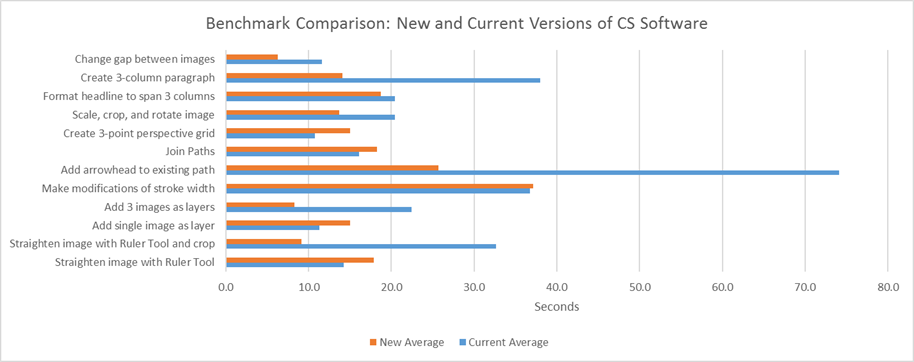 Benchmark Comparison: New and Current Versions of CS Software
Change gap between images
Create 3-column paragraph
Format headline to span 3 columns
Scale, crop, and rotate image
Create 3-point perspective grid
Join Paths
Add arrowhead to existing path
Make modifications of stroke width
Add 3 images as layers
Add single image as layer
Straighten image with Ruler Tool and crop
Straighten image with Ruler Tool
0.0 10.0 20.0 30.0 40.0 50.0 60.0 70.0 80.0
Seconds
New Average Current Average